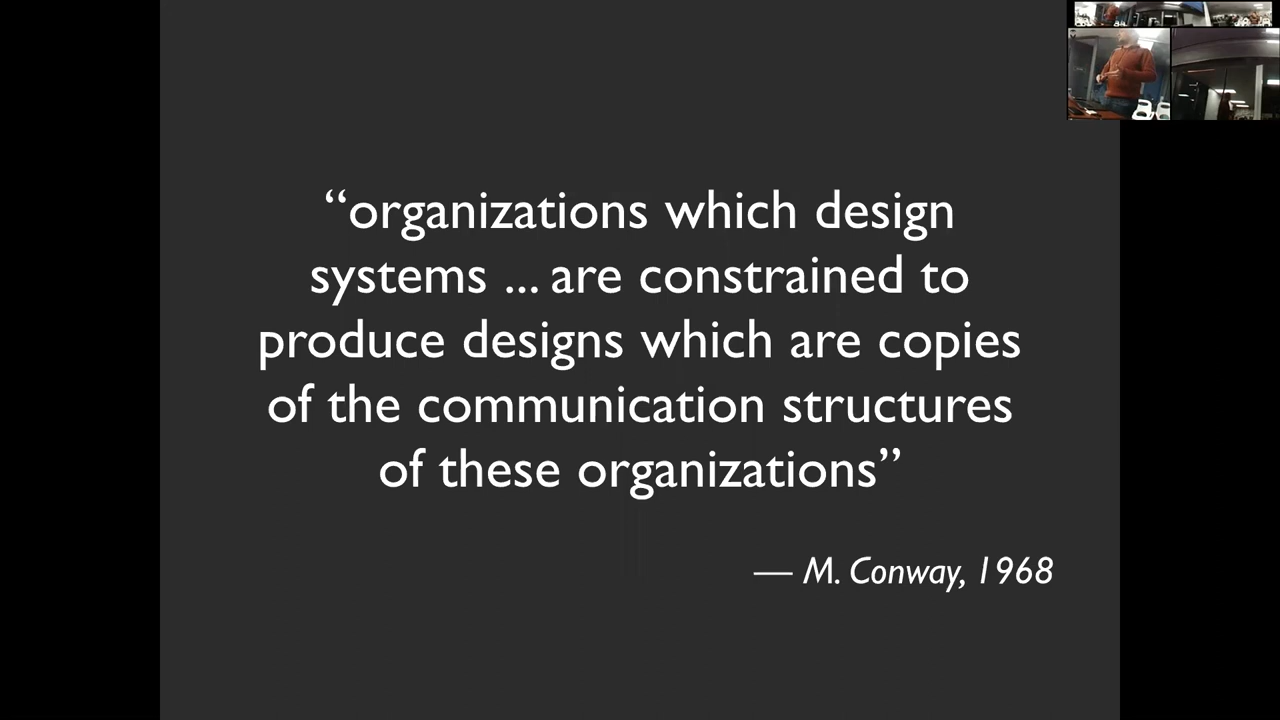 “organizations which design
systems ... are constrained to
produce designs which are copies
of the communication structures
of these organizations”
— M. Conway, 1968